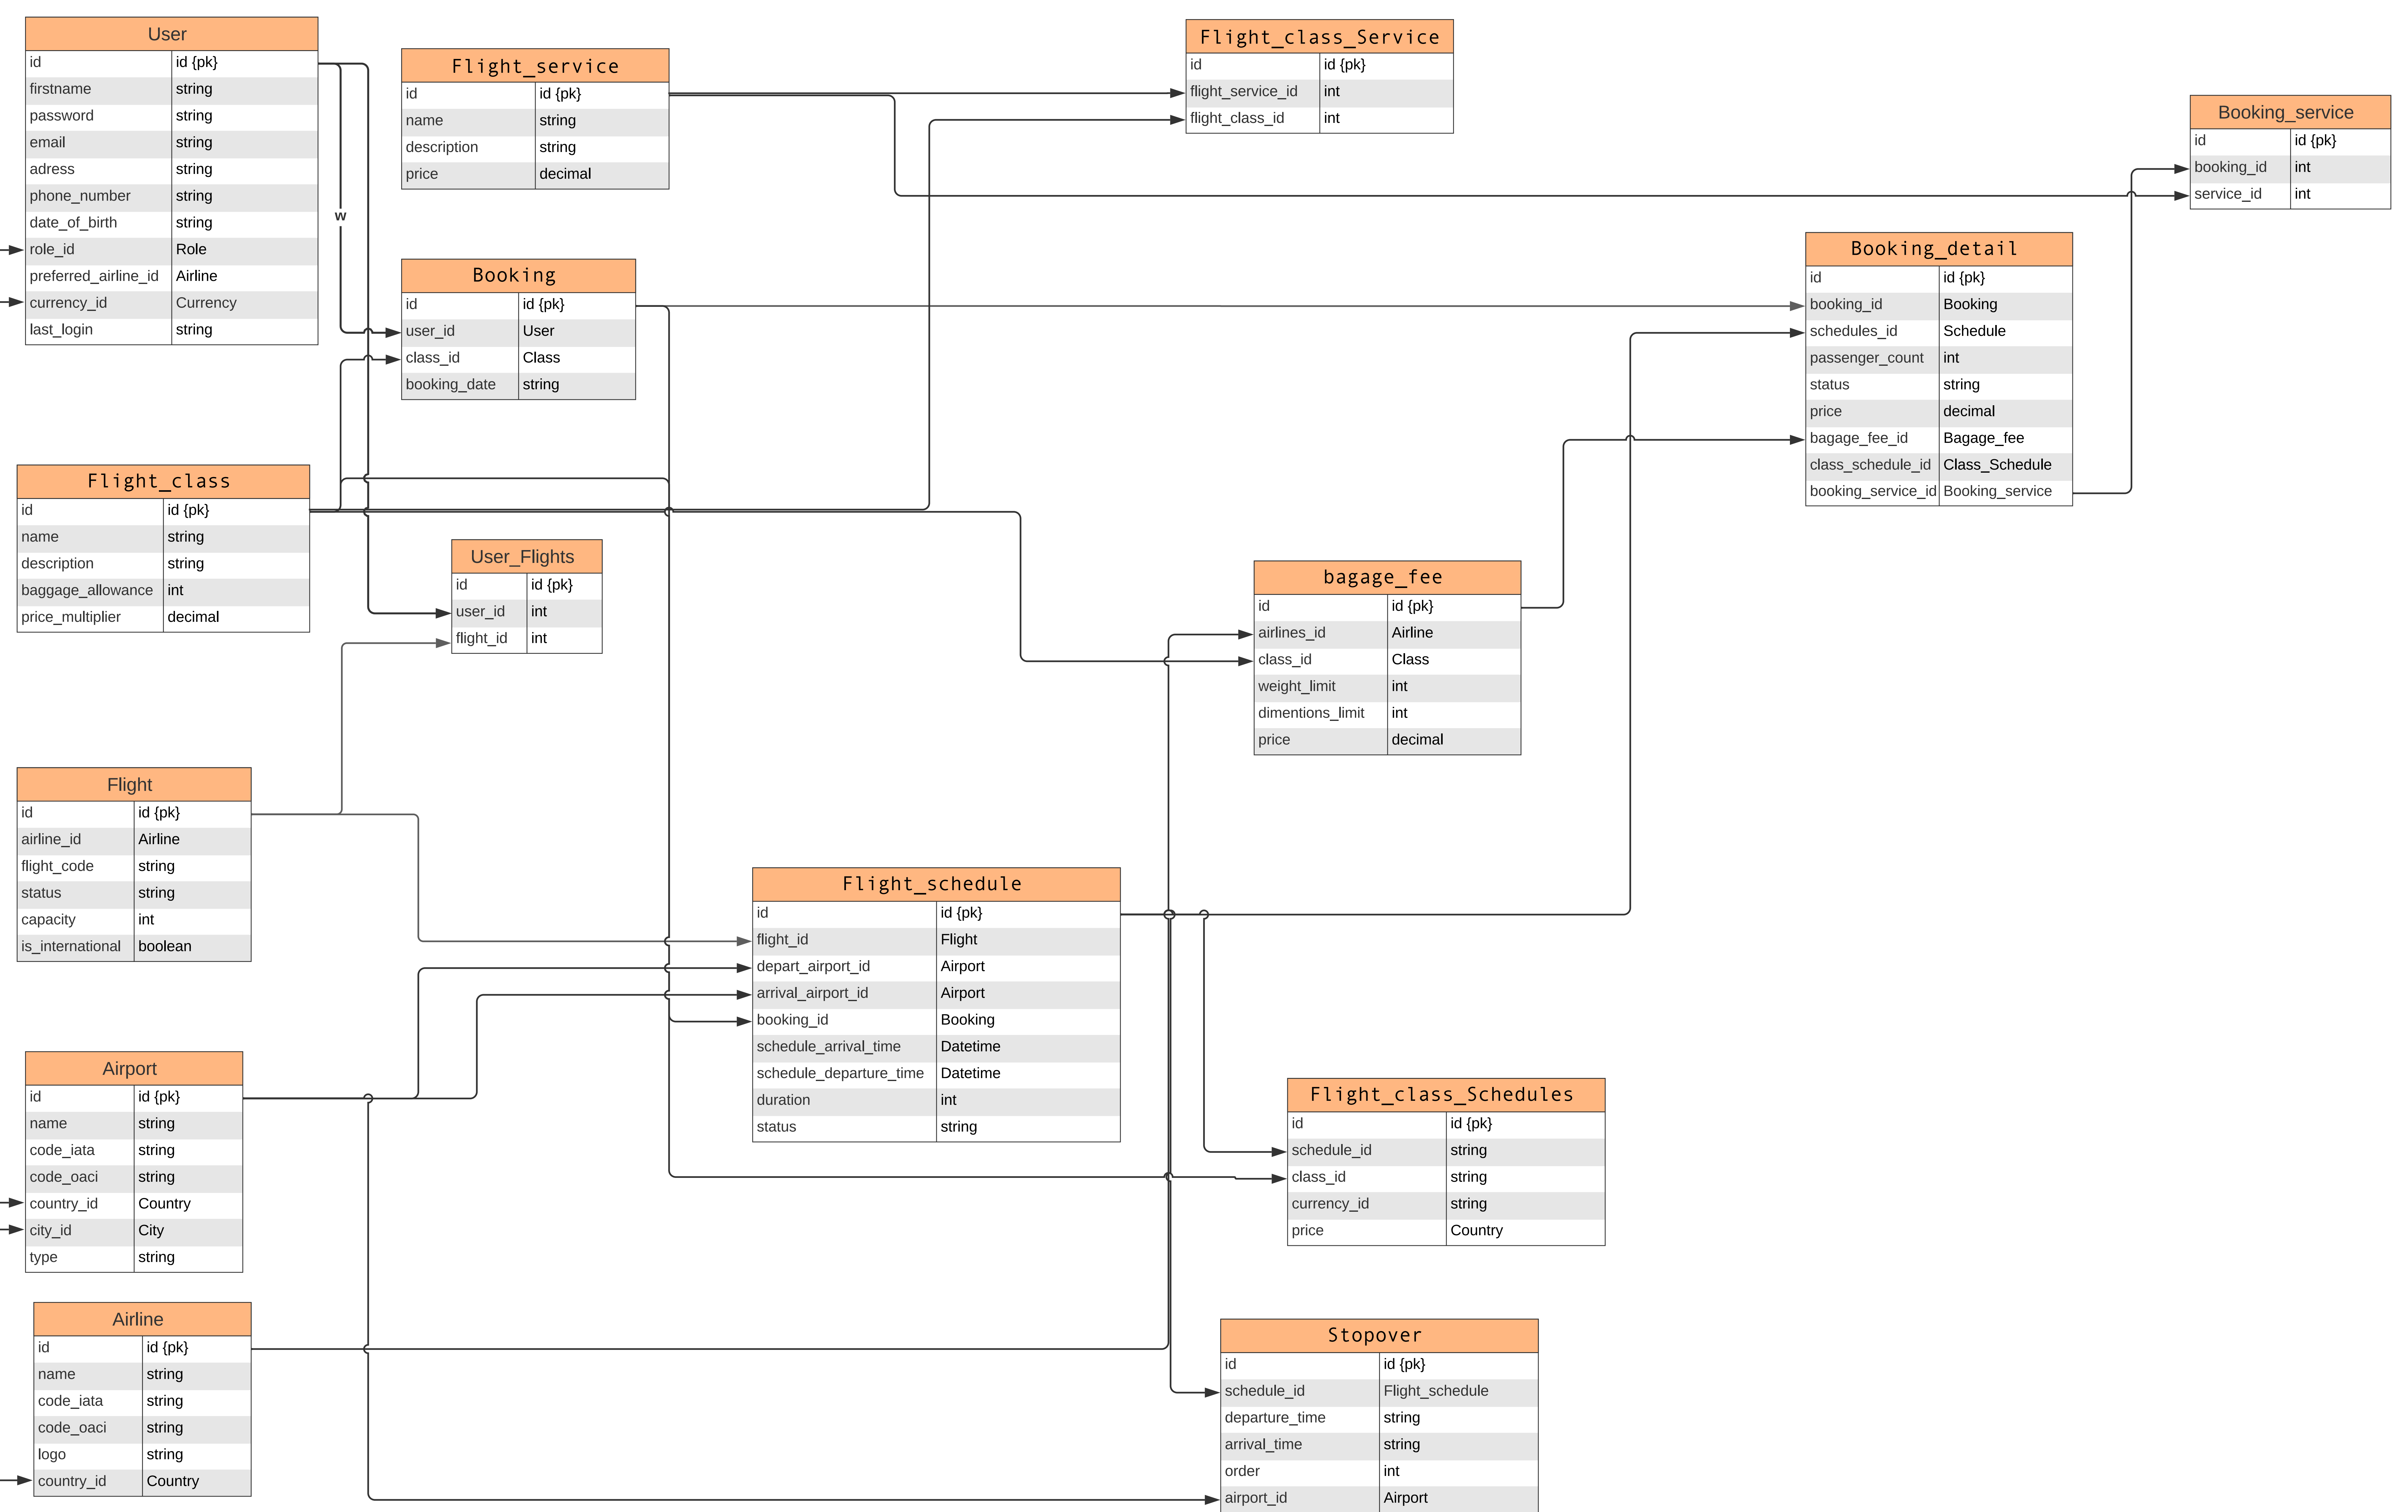 User
id id {pk}
firstname string
password string
email string
adress string
phone_number string
date_of_birth string
role_id Role
preferred_airline_id Airline
currency_id Currency
last_login string
w
Flight_service
id id {pk}
name string
description string
price decimal
Flight_class_Service
id id {pk}
flight_service_id int
flight_class_id int
Booking_service
id id {pk}
booking_id int
service_id int
Booking
id id {pk}
user_id User
class_id Class
booking_date string
Booking_detail
id id {pk}
booking_id Booking
schedules_id Schedule
passenger_count int
status string
price decimal
bagage_fee_id Bagage_fee
class_schedule_id Class_Schedule
booking_service_id Booking_service
Flight_class
id id {pk}
name string
description string
baggage_allowance int
price_multiplier decimal
User_Flights
id id {pk}
user_id int
flight_id int
bagage_fee
id id {pk}
airlines_id Airline
class_id Class
weight_limit int
dimentions_limit int
price decimal
Flight
id id {pk}
airline_id Airline
flight_code string
status string
capacity int
is_international boolean
Flight_schedule
id id {pk}
flight_id Flight
depart_airport_id Airport
arrival_airport_id Airport
booking_id Booking
schedule_arrival_time Datetime
schedule_departure_time Datetime
duration int
status string
Airport
id id {pk}
name string
code_iata string
code_oaci string
country_id Country
city_id City
type string
Flight_class_Schedules
id id {pk}
schedule_id string
class_id string
currency_id string
price Country
Airline
id id {pk}
name string
code_iata string
code_oaci string
logo string
country_id Country
Stopover
id id {pk}
schedule_id Flight_schedule
departure_time string
arrival_time string
order int
airport_id Airport